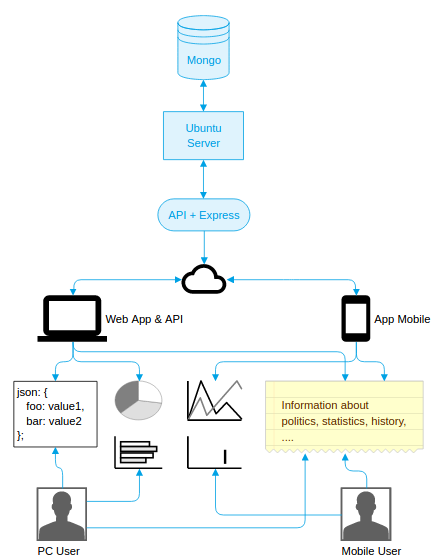 Mongo
Ubuntu
Server
API + Express
Web App & API
App Mobile
json: {
foo: value1,
bar: value2
};
Information about
politics, statistics, history,
....
PC User
Mobile User